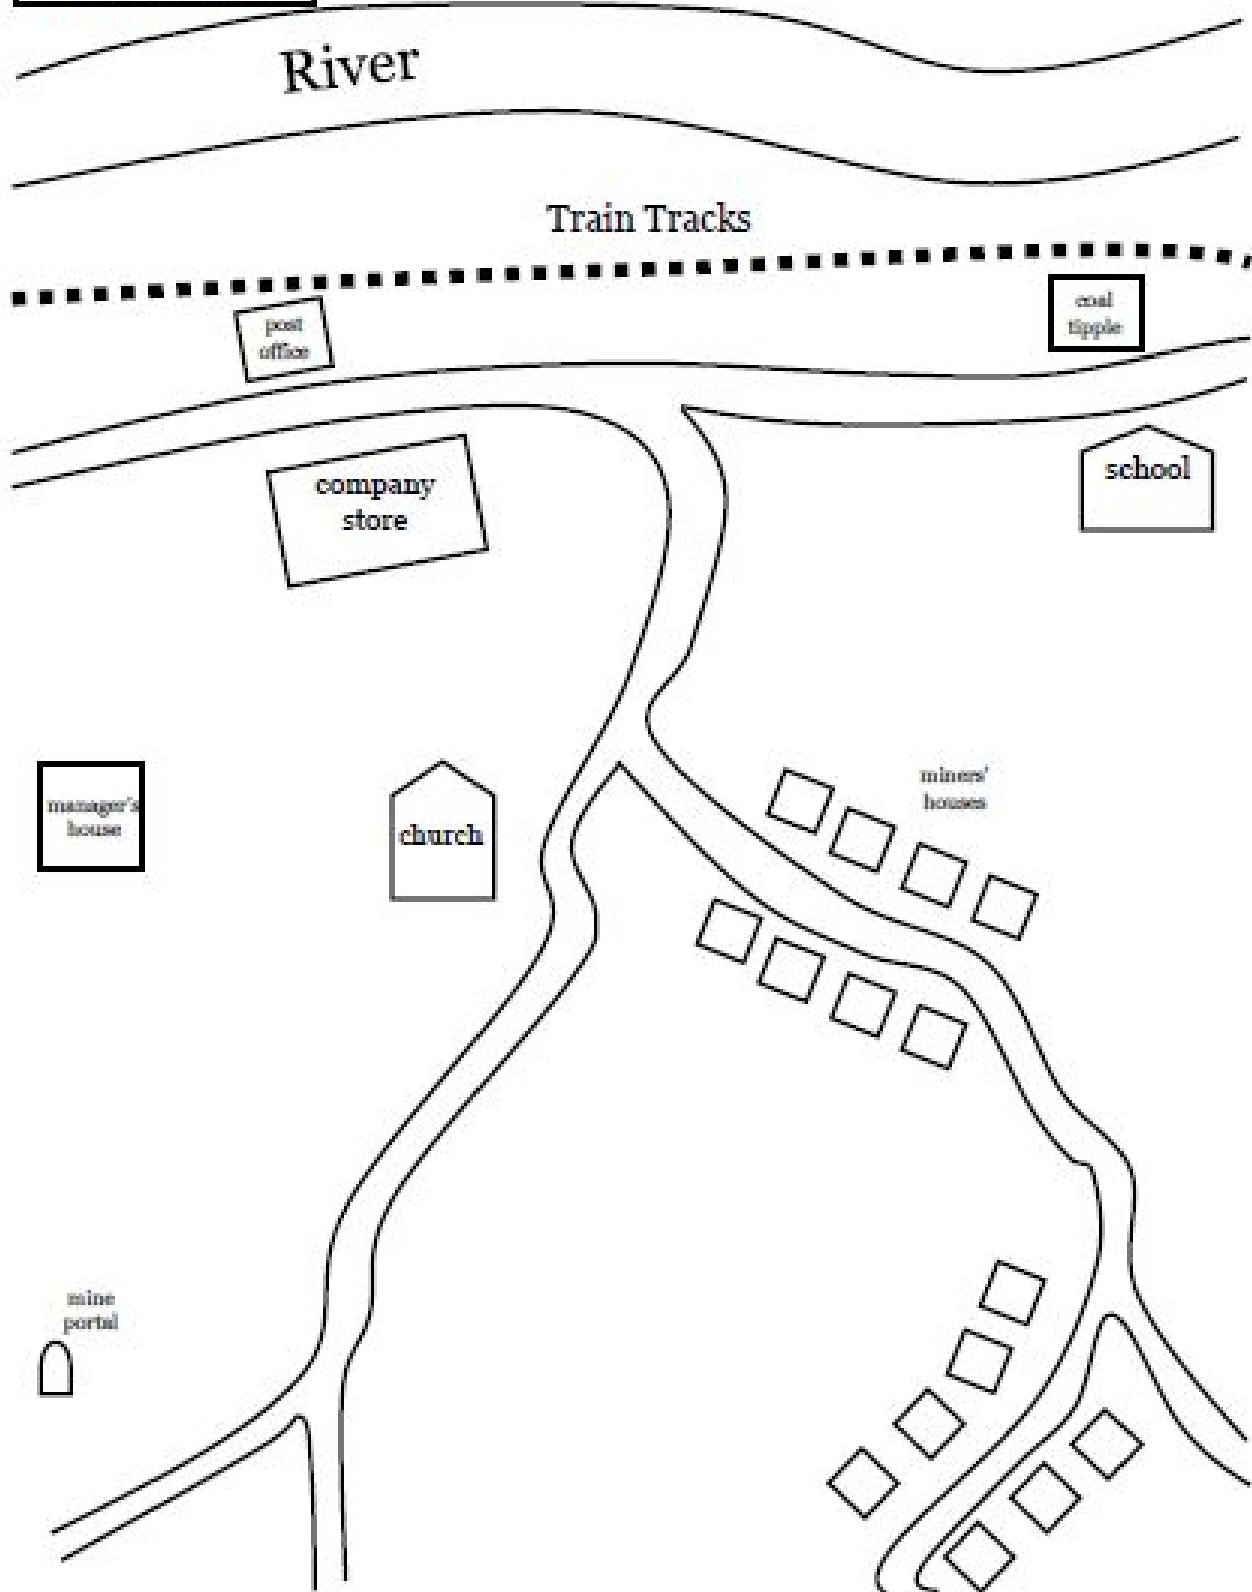 River
Train Tracks
post
office
coal
tipple
company
store
school
manager's
house
church
miners'
houses
mine
portal